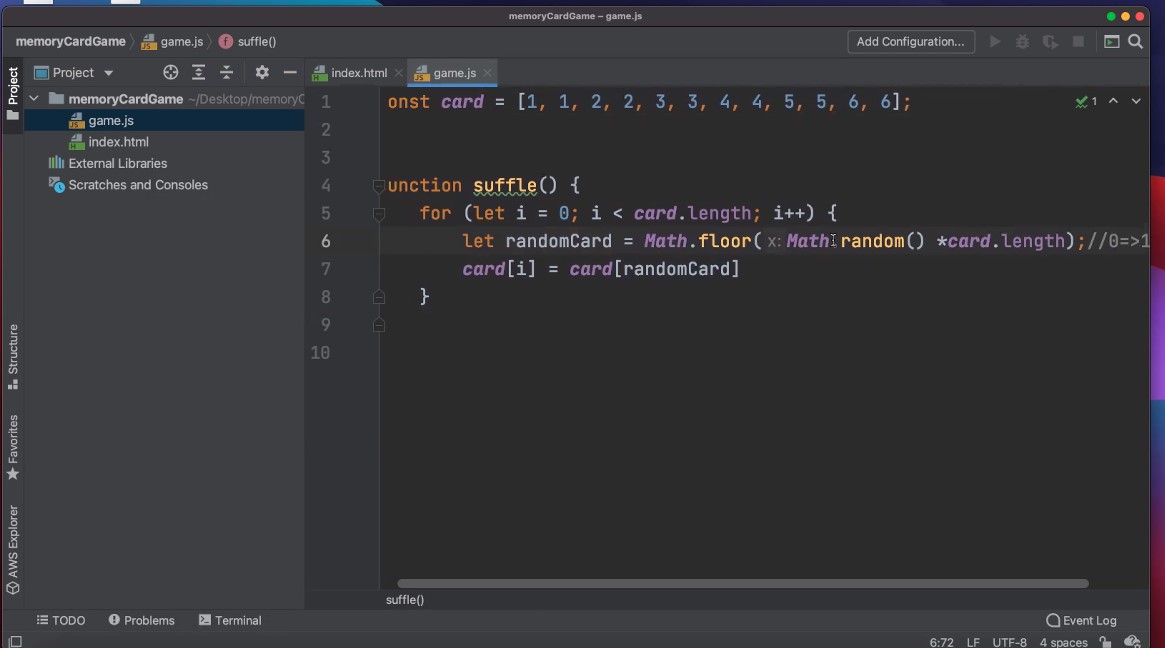 memoryCardGame – game.js
memoryCardGame game.js suffle()
Add Configuration...
Project
Project
index.html
game.js
memoryCardGame ~/Desktop/memoryC
game.js
index.html
External Libraries
Scratches and Consoles
1 onst card = [1, 1, 2, 2, 3, 3, 4, 4, 5, 5, 6, 6];
1
2
3
4 unction suffle() {
5 for (let i = 0; i < card.length; i++) {
6 let randomCard = Math.floor( x: Math.random() *card.length);//0=>1
7 card[i] = card[randomCard]
8 }
9
10
Structure
Favorites
AWS Explorer
suffle()
TODO Problems Terminal
Event Log
6:72 LF UTF-8 4 spaces